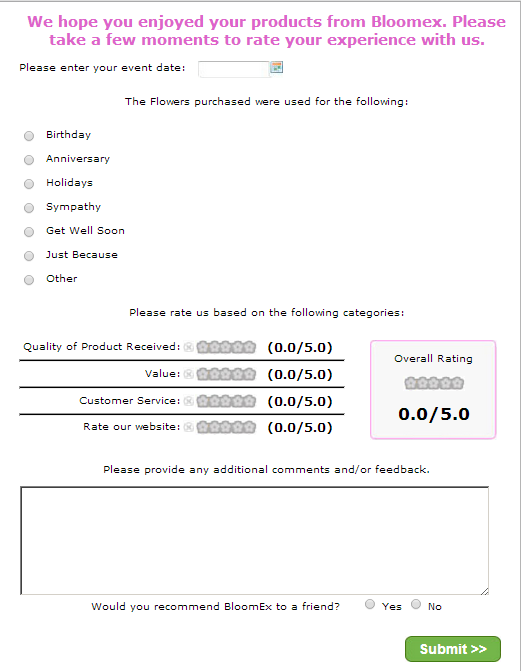 We hope you enjoyed your products from Bloomex. Please
take a few moments to rate your experience with us.
Please enter your event date:
The Flowers purchased were used for the following:
Birthday
Anniversary
Holidays
Sympathy
Get Well Soon
Just Because
Other
Please rate us based on the following categories:
Quality of Product Received: (0.0/5.0)
Value: (0.0/5.0)
Customer Service: (0.0/5.0)
Rate our website: (0.0/5.0)
Overall Rating
0.0/5.0
Please provide any additional comments and/or feedback.
Would you recommend BloomEx to a friend? Yes No
Submit >>